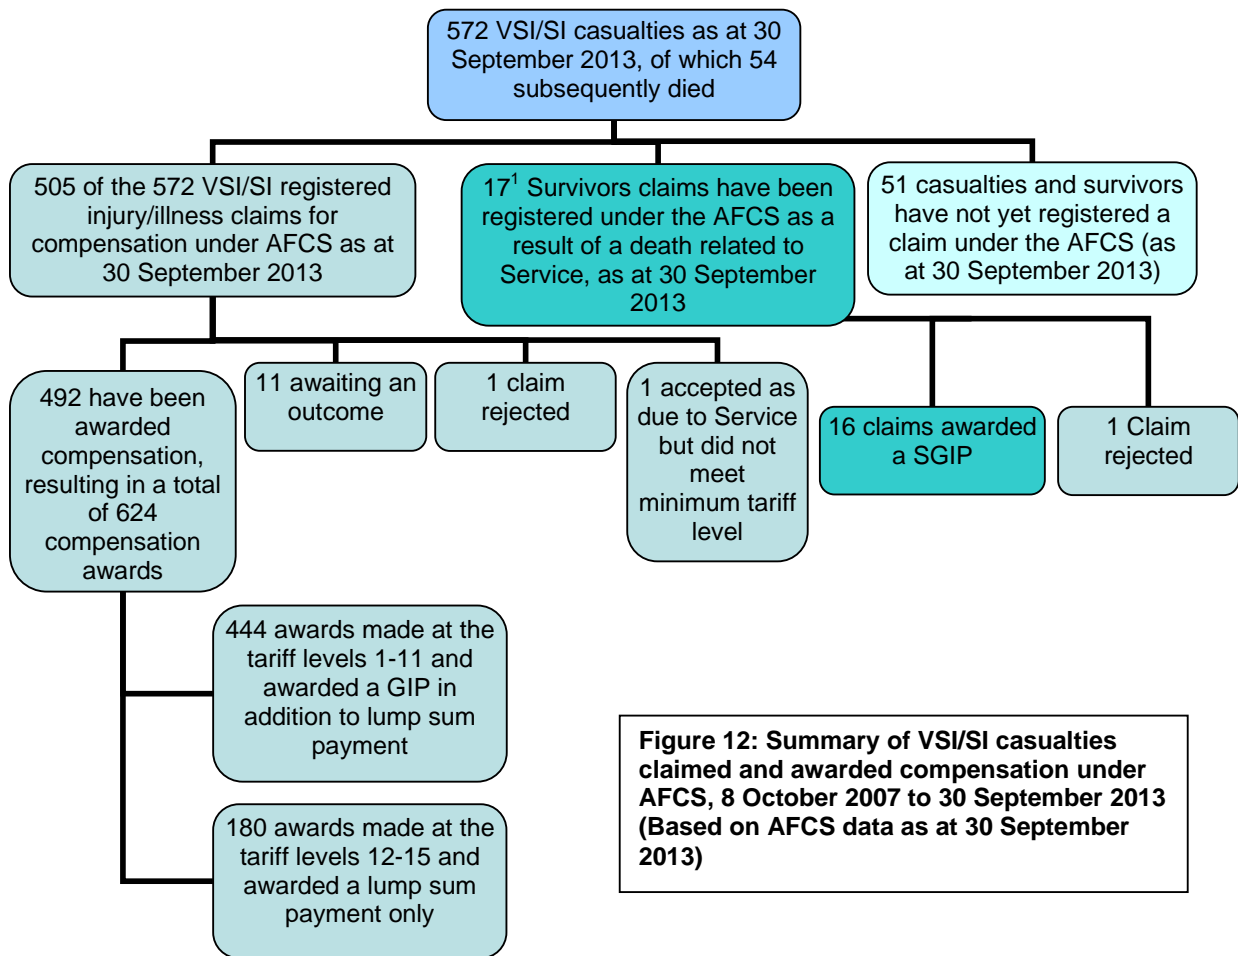 572 VSI/SI casualties as at 30
September 2013, of which 54
subsequently died
505 of the 572 VSI/SI registered
injury/illness claims for
compensation under AFCS as at
30 September 2013
17¹ Survivors claims have been
registered under the AFCS as a
result of a death related to
Service, as at 30 September
2013
51 casualties and survivors
have not yet registered a
claim under the AFCS (as
at 30 September 2013)
492 have been
awarded
compensation,
resulting in a total
of 624
compensation
awards
11 awaiting an
outcome
1 claim
rejected
1 accepted as
due to Service
but did not
meet
minimum tariff
level
16 claims awarded
a SGIP
1 Claim
rejected
444 awards made at the
tariff levels 1-11 and
awarded a GIP in
addition to lump sum
payment
180 awards made at the
tariff levels 12-15 and
awarded a lump sum
payment only
Figure 12: Summary of VSI/SI casualties
claimed and awarded compensation under
AFCS, 8 October 2007 to 30 September 2013
(Based on AFCS data as at 30 September
2013)